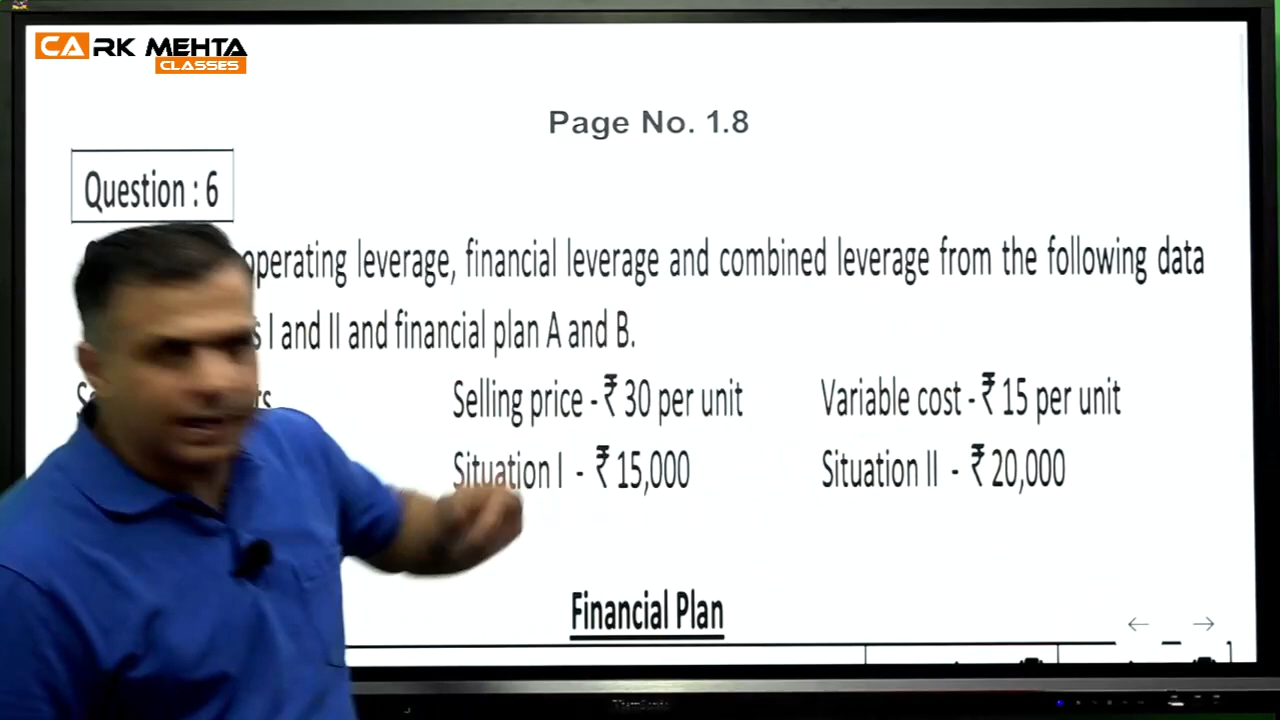 CARK MEHTA
CLASSES
Page No. 1.8
Question : 6
operating leverage, financial leverage and combined leverage from the following data
I and II and financial plan A and B.
Selling price - ₹ 30 per unit
Variable cost - ₹ 15 per unit
Situation I - ₹ 15,000
Situation II - ₹ 20,000
Financial Plan